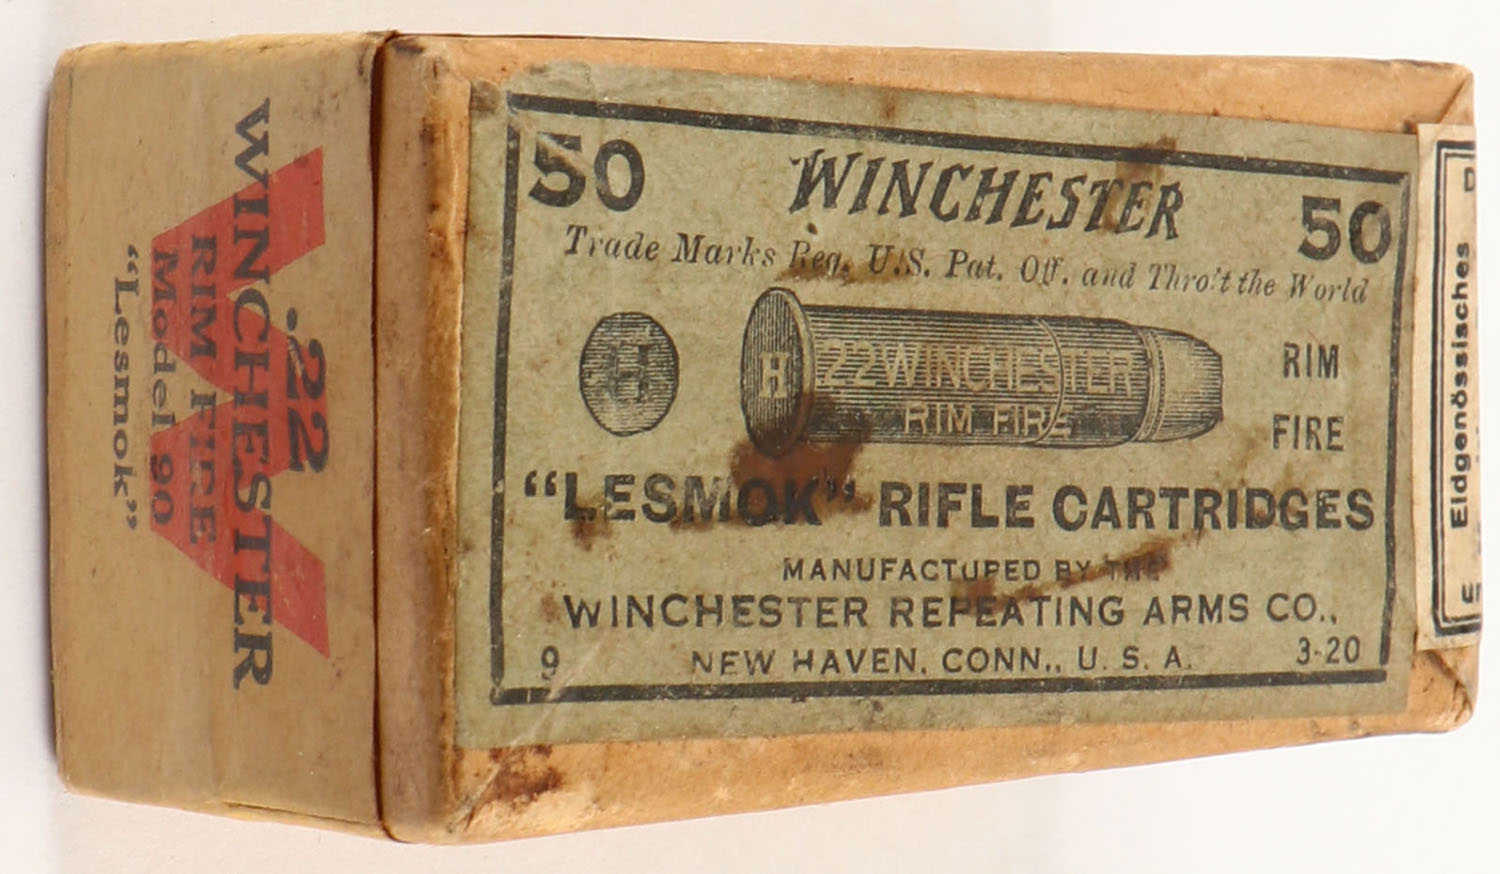 50 WINCHESTER 50
Trade Marks Reg. U.S. Pat. Off. and Thro't the World
H
H .22 WINCHESTER
RIM FIRE
RIM
FIRE
"LESMOK" RIFLE CARTRIDGES
MANUFACTURED BY THE
WINCHESTER REPEATING ARMS CO.,
9 NEW HAVEN, CONN., U. S. A. 3-20
.22
WINCHESTER
RIM FIRE
Model 90
"Lesmok"
Eidgenössisches